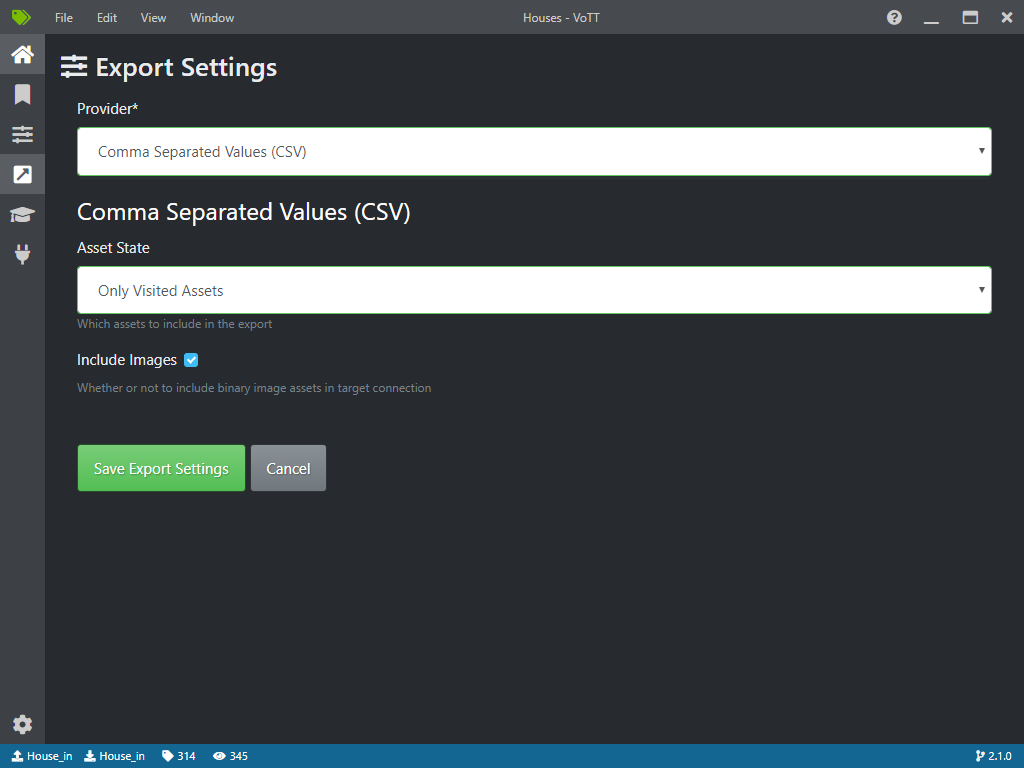 File Edit View Window Houses - VoTT
Export Settings
Provider*
Comma Separated Values (CSV)
Comma Separated Values (CSV)
Asset State
Only Visited Assets
Which assets to include in the export
Include Images
Whether or not to include binary image assets in target connection
Save Export Settings Cancel
House_in House_in 314 345 2.1.0